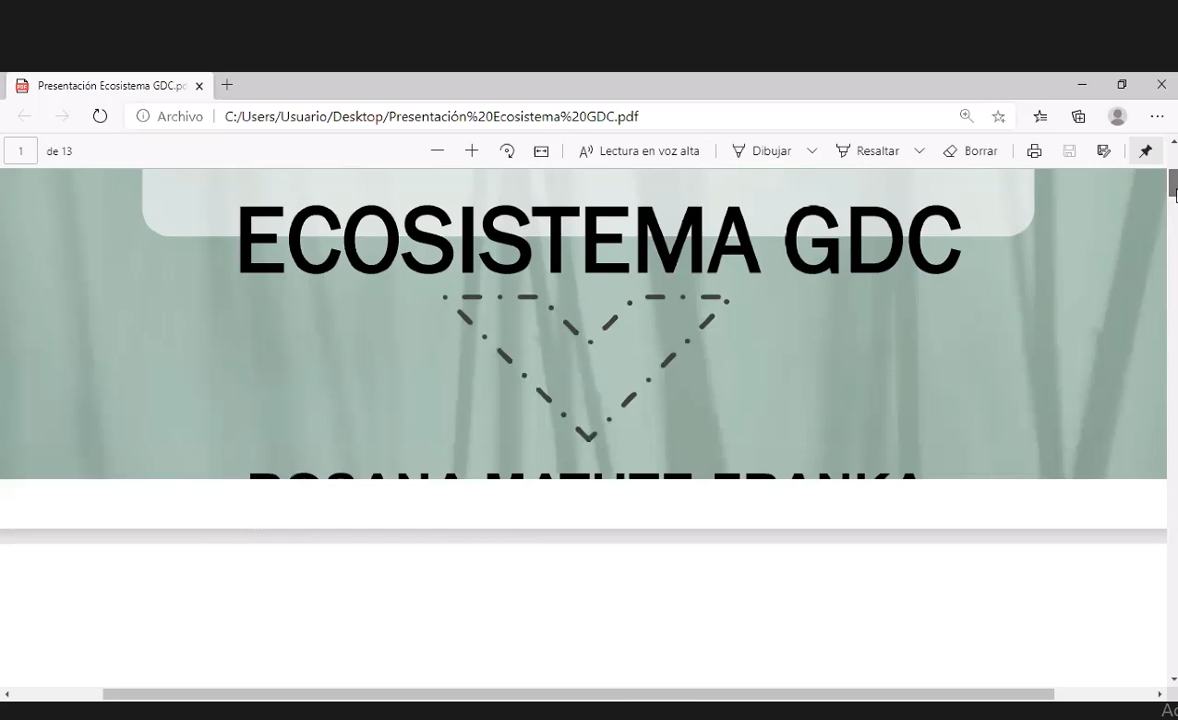 Presentación Ecosistema GDC.pd
Archivo C:/Users/Usuario/Desktop/Presentación%20Ecosistema%20GDC.pdf
1 de 13 Lectura en voz alta Dibujar Resaltar Borrar
ECOSISTEMA GDC